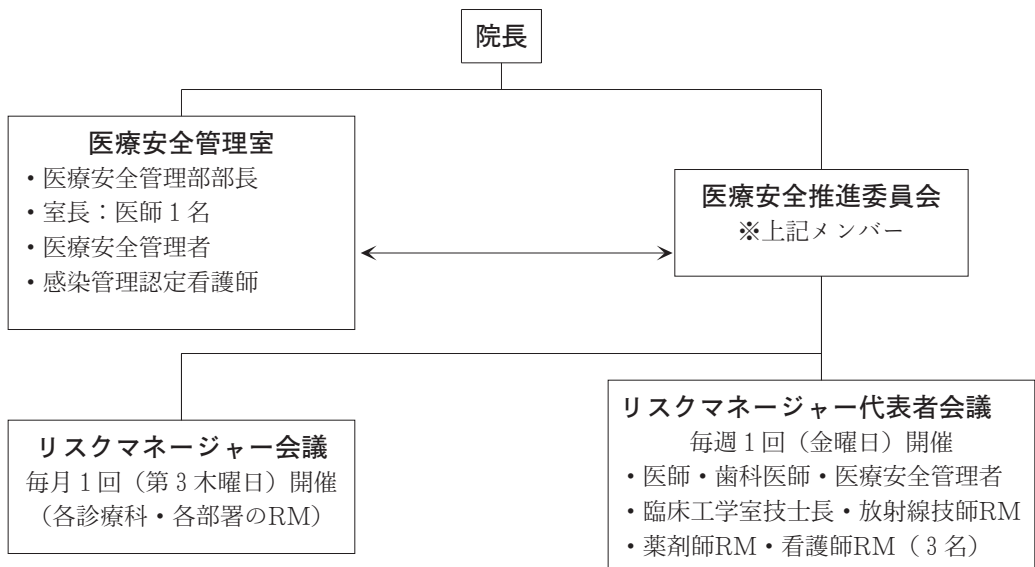 院長
医療安全管理室
・医療安全管理部部長
・室長：医師１名
・医療安全管理者
・感染管理認定看護師
医療安全推進委員会
※上記メンバー
リスクマネージャー会議
毎月１回（第３木曜日）開催
（各診療科・各部署のRM）
リスクマネージャー代表者会議
毎週１回（金曜日）開催
・医師・歯科医師・医療安全管理者
・臨床工学室技士長・放射線技師RM
・薬剤師RM・看護師RM（３名）